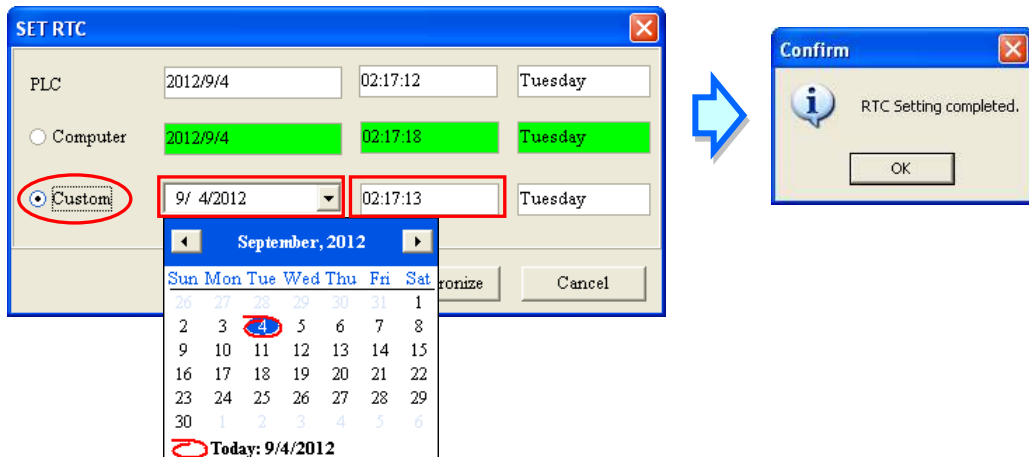 SET RTC
PLC 2012/9/4 02:17:12 Tuesday
Computer 2012/9/4 02:17:18 Tuesday
Custom 9/ 4/2012 02:17:13 Tuesday
September, 2012
Sun Mon Tue Wed Thu Fri Sat
26 27 28 29 30 31 1
2 3 4 5 6 7 8
9 10 11 12 13 14 15
16 17 18 19 20 21 22
23 24 25 26 27 28 29
30 1 2 3 4 5 6
Today: 9/4/2012
ronize Cancel
Confirm
RTC Setting completed.
OK